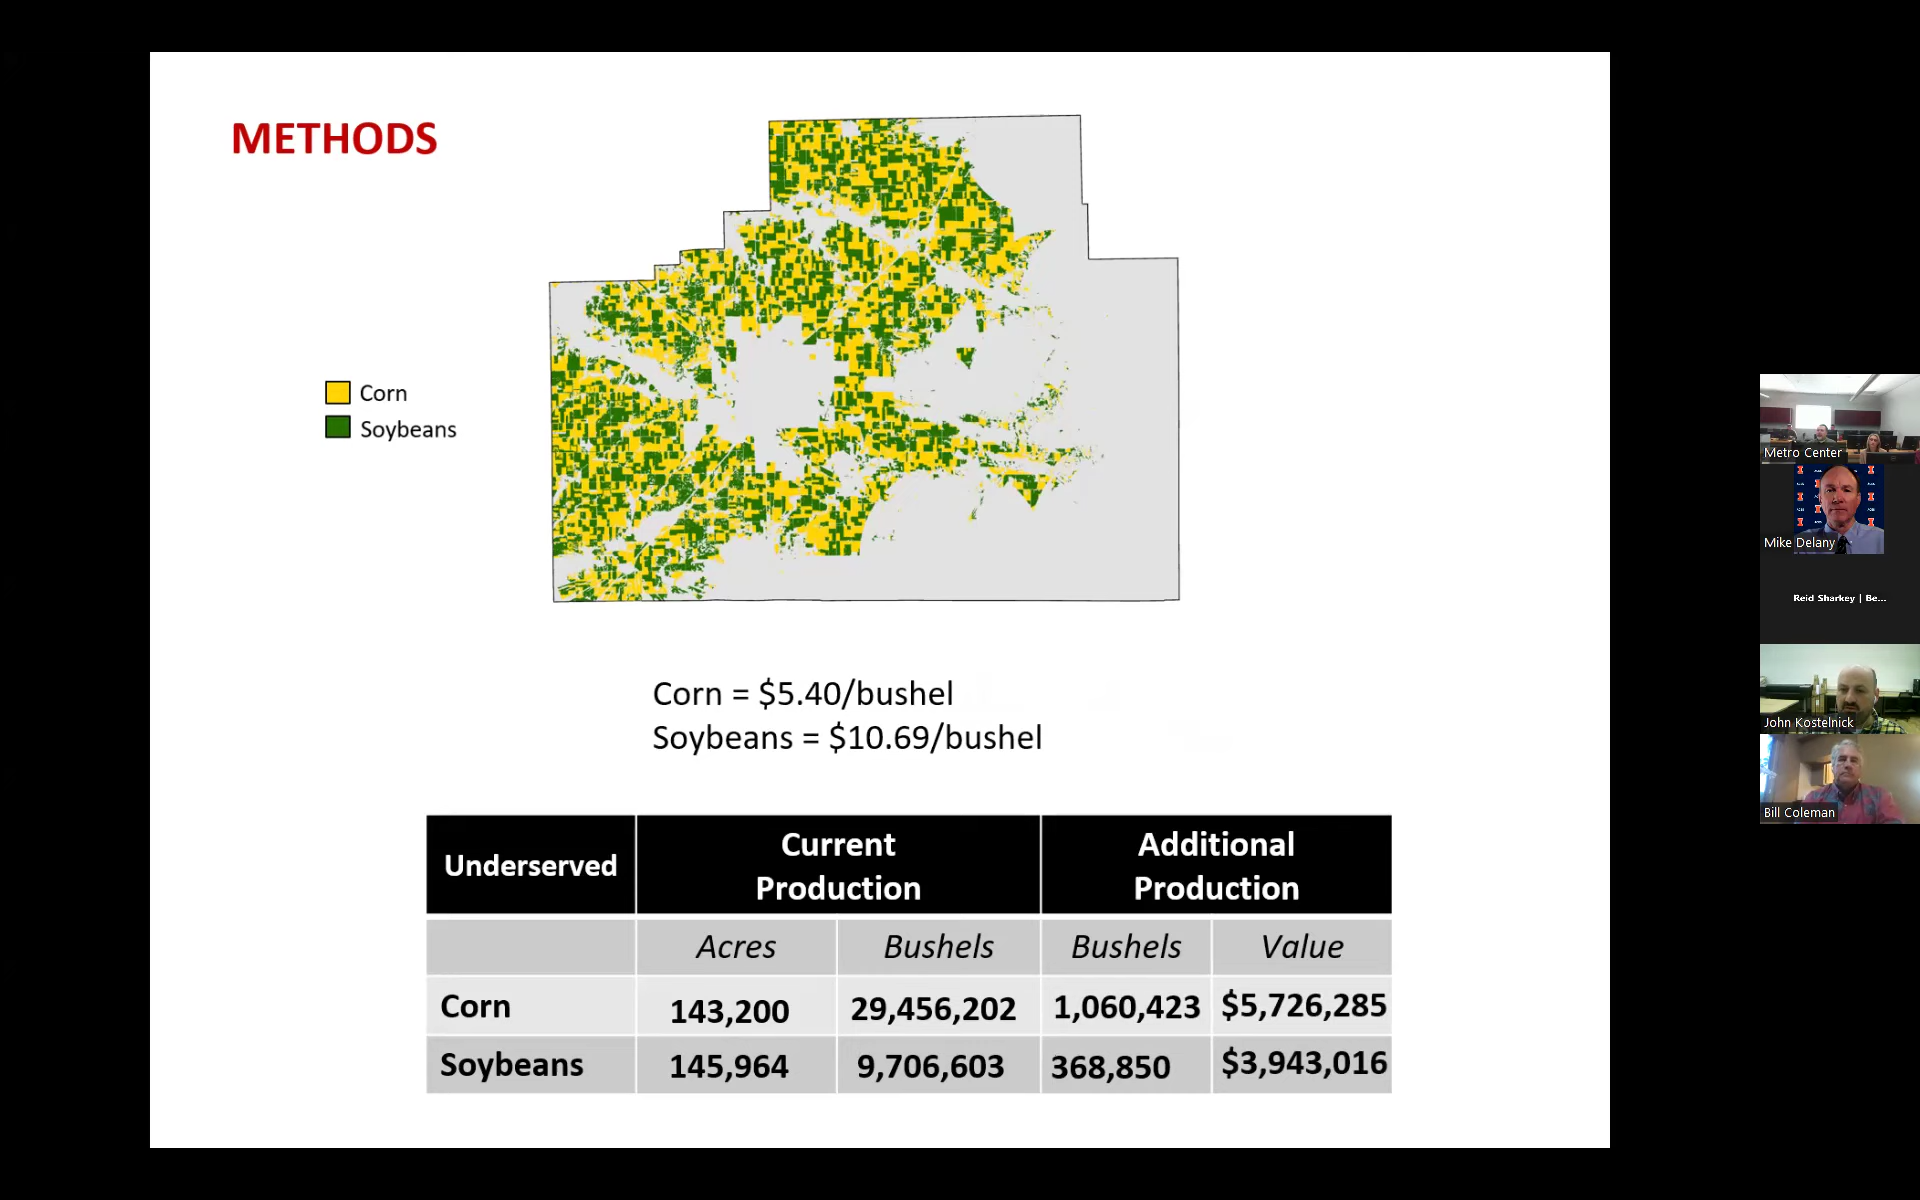 METHODS
Corn
Soybeans
Corn = $5.40/bushel
Soybeans = $10.69/bushel
Underserved
Current
Production
Additional
Production
Acres Bushels Bushels Value
Corn 143,200 29,456,202 1,060,423 $5,726,285
Soybeans 145,964 9,706,603 368,850 $3,943,016
Metro Center
Mike Delany
Reid Sharkey | Be...
John Kostelnick
Bill Coleman